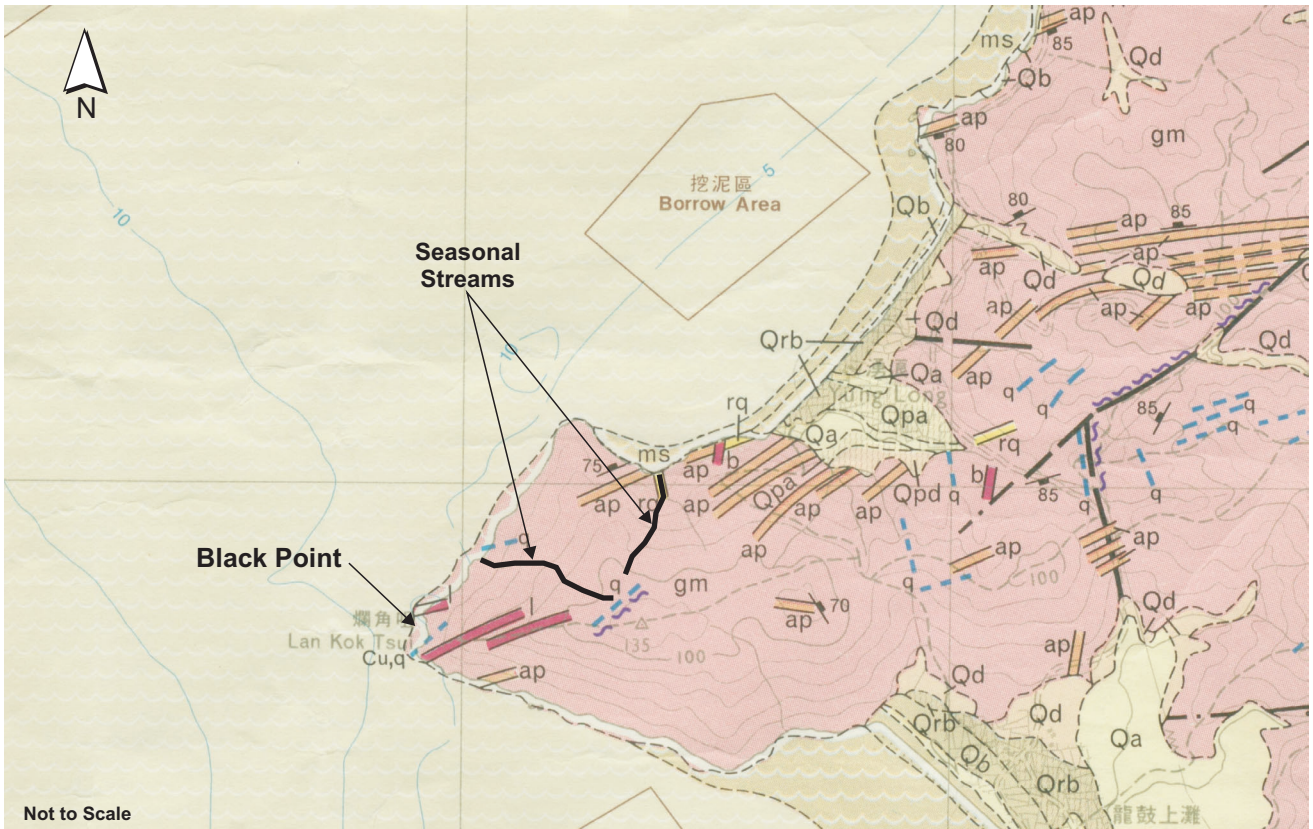 ap
85
ms
Qd
Qb
N
ap
80
gm
10
5
挖泥區
Borrow Area
Qb
80
ap
85
ap
ap
Qd
Qd
Seasonal
Streams
Qd
ap
ap
100
10
Qrb
Qa
ap
Qd
Yung Long
q
q
Qpa
rq
85
q
Qa
rq
ms
b
75
ap
ap
b
85
q
q
Qpa
Qpd
q
ap
rq
ap
ap
ap
ap
q
ap
Black Point
q
gm
q
100
l
l
爛角咀
Lan Kok Tsui
ap
70
135
100
Qd
Cu,q
ap
ap
Qd
Qd
Qrb
Qa
Qb
Qrb
龍鼓上灘
Not to Scale